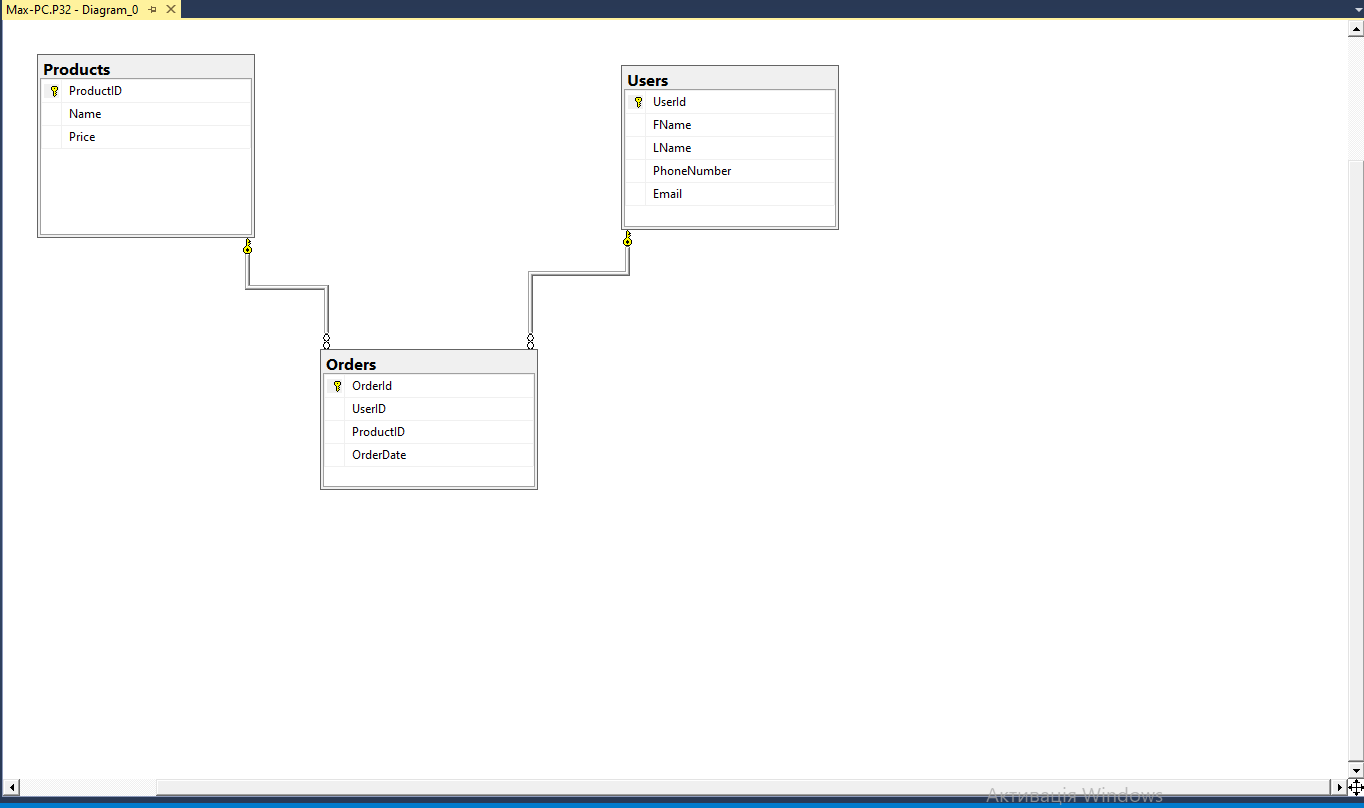 Max-PC.P32 - Diagram_0
Products
ProductID
Name
Price
Users
UserId
FName
LName
PhoneNumber
Email
Orders
OrderId
UserID
ProductID
OrderDate
Активація Windows